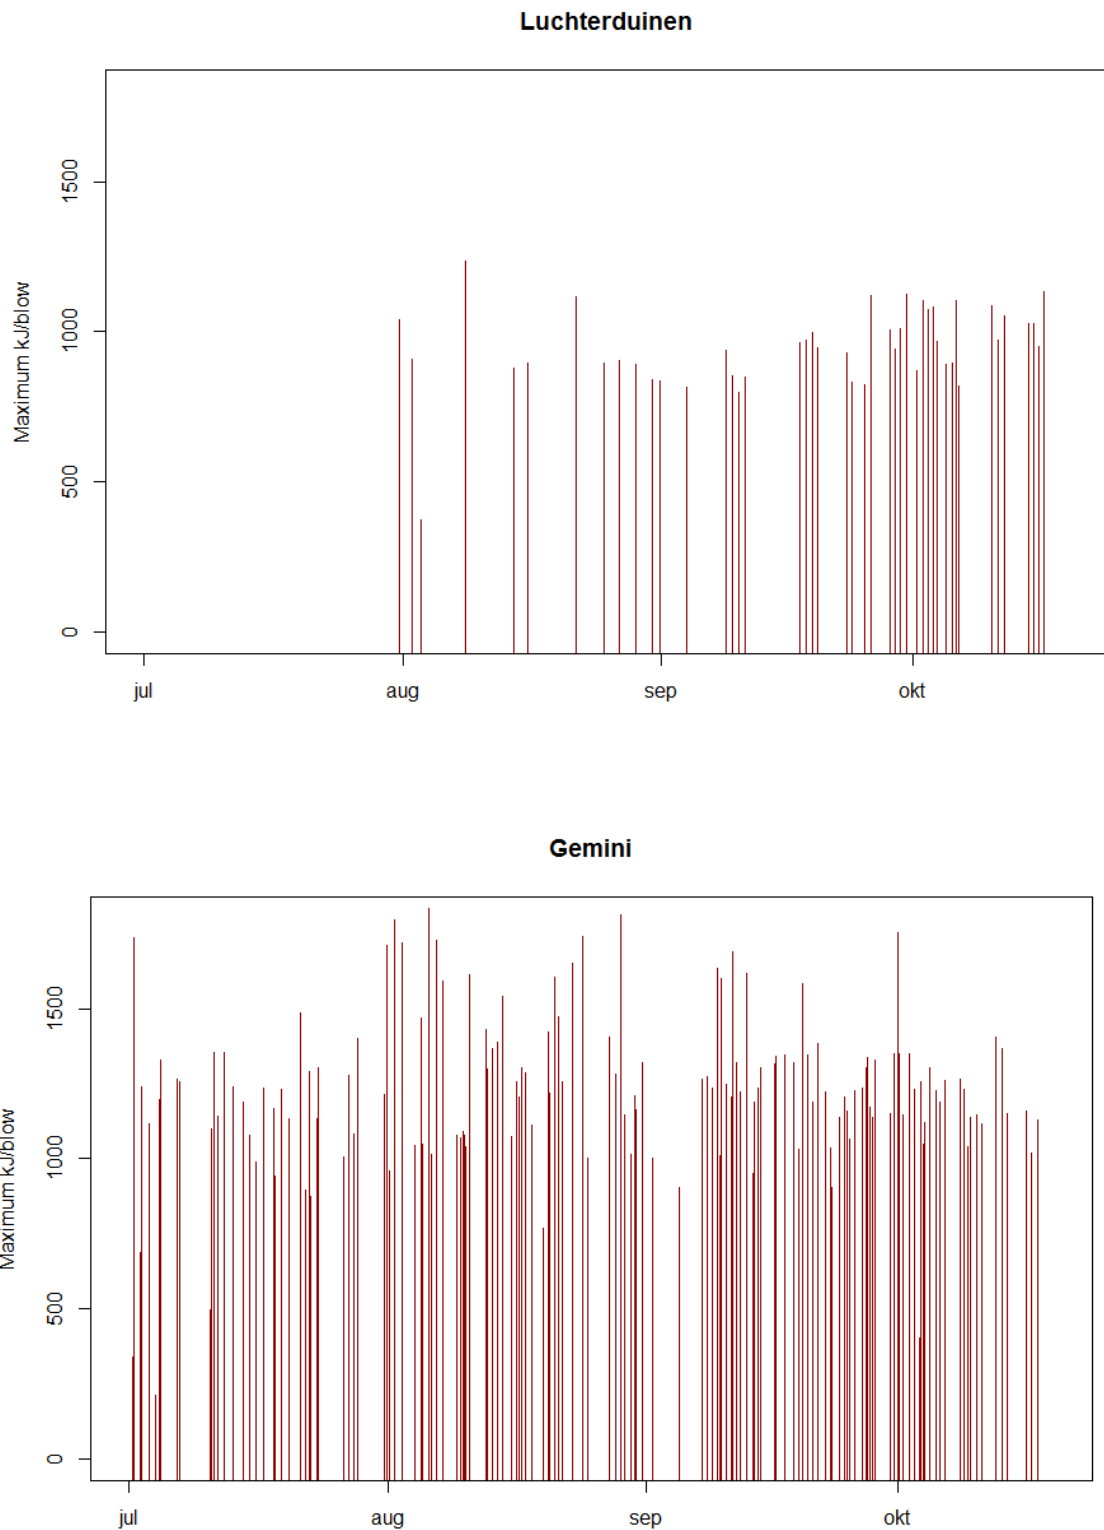 Luchterduinen
Maximum kJ/blow
1500
1000
500
0
jul aug sep okt
Gemini
Maximum kJ/blow
1500
1000
500
0
jul aug sep okt